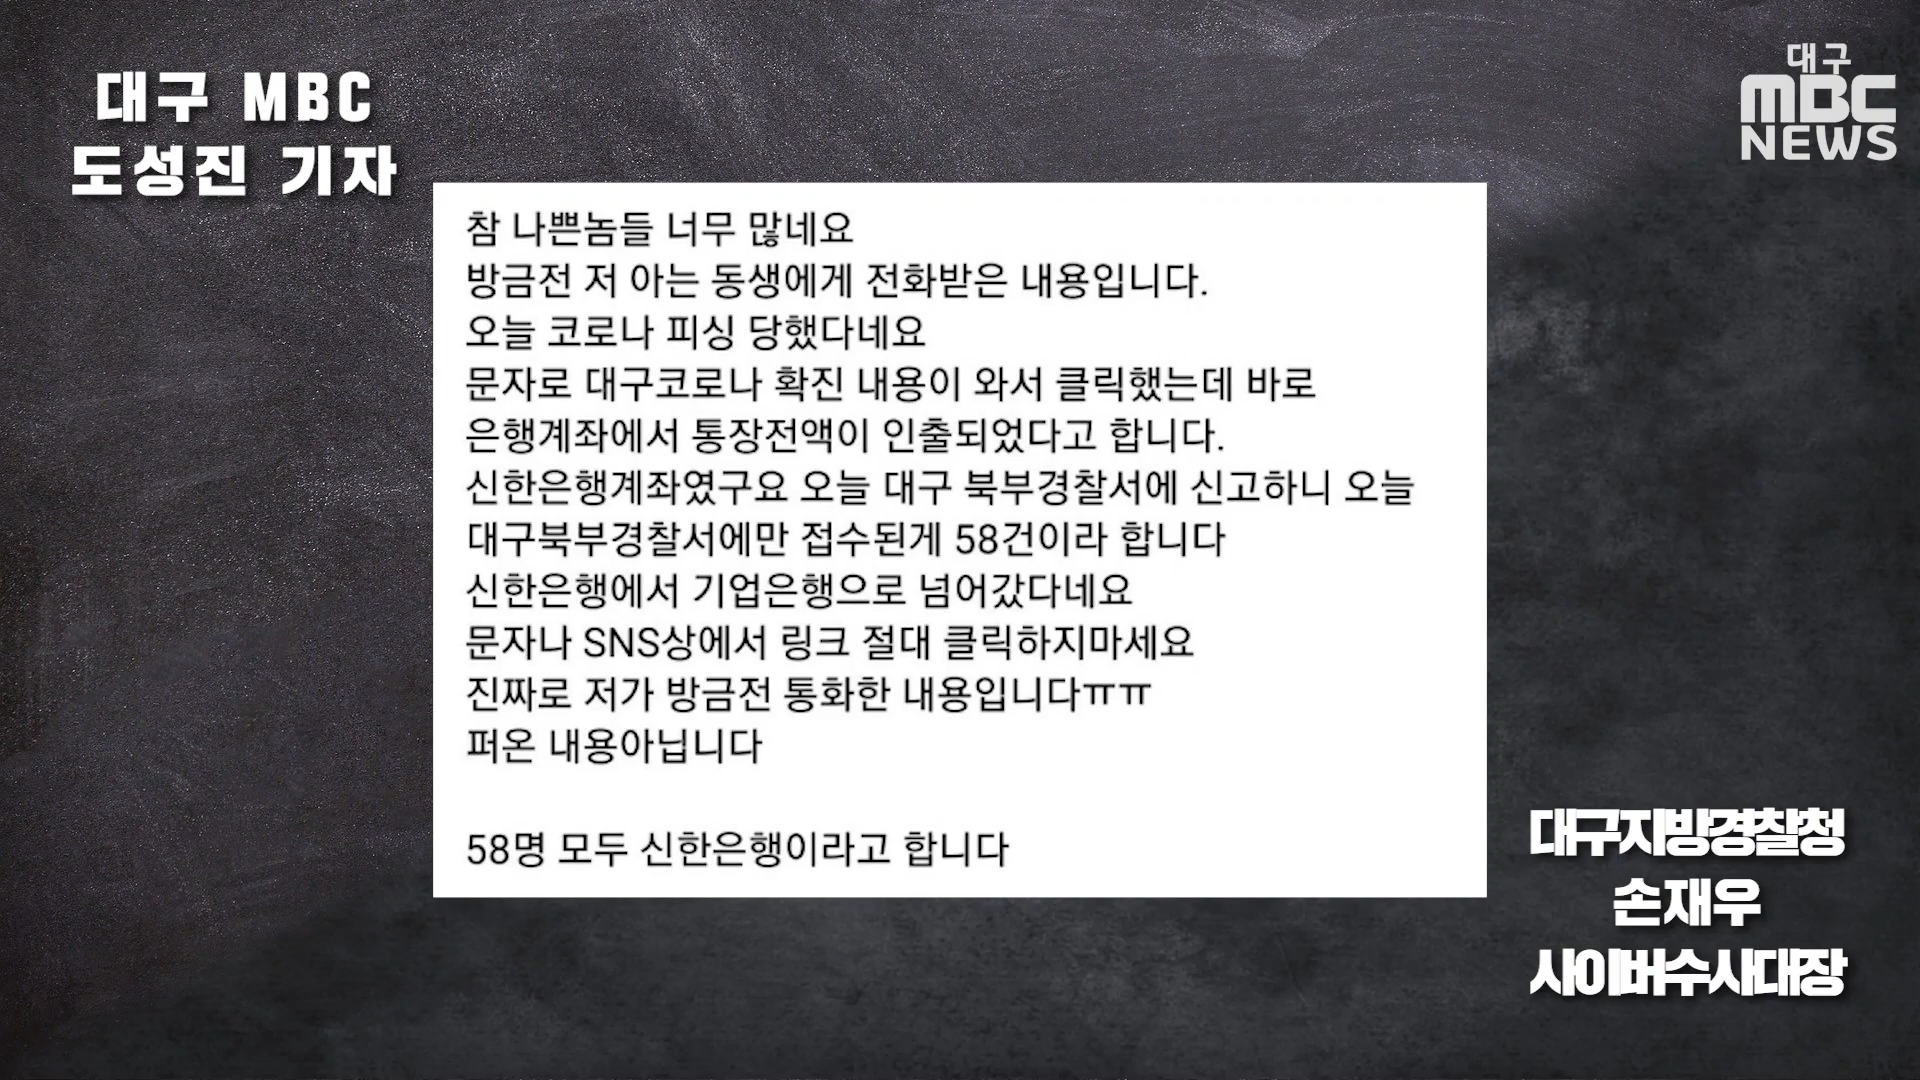 대구 MBC
도성진 기자
대구
MBC
NEWS
참 나쁜놈들 너무 많네요
방금전 저 아는 동생에게 전화받은 내용입니다.
오늘 코로나 피싱 당했다네요
문자로 대구코로나 확진 내용이 와서 클릭했는데 바로
은행계좌에서 통장전액이 인출되었다고 합니다.
신한은행계좌였구요 오늘 대구 북부경찰서에 신고하니 오늘
대구북부경찰서에만 접수된게 58건이라 합니다
신한은행에서 기업은행으로 넘어갔다네요
문자나 SNS상에서 링크 절대 클릭하지마세요
진짜로 저가 방금전 통화한 내용입니다ㅠㅠ
퍼온 내용아닙니다
58명 모두 신한은행이라고 합니다
대구지방경찰청
손재우
사이버수사대장